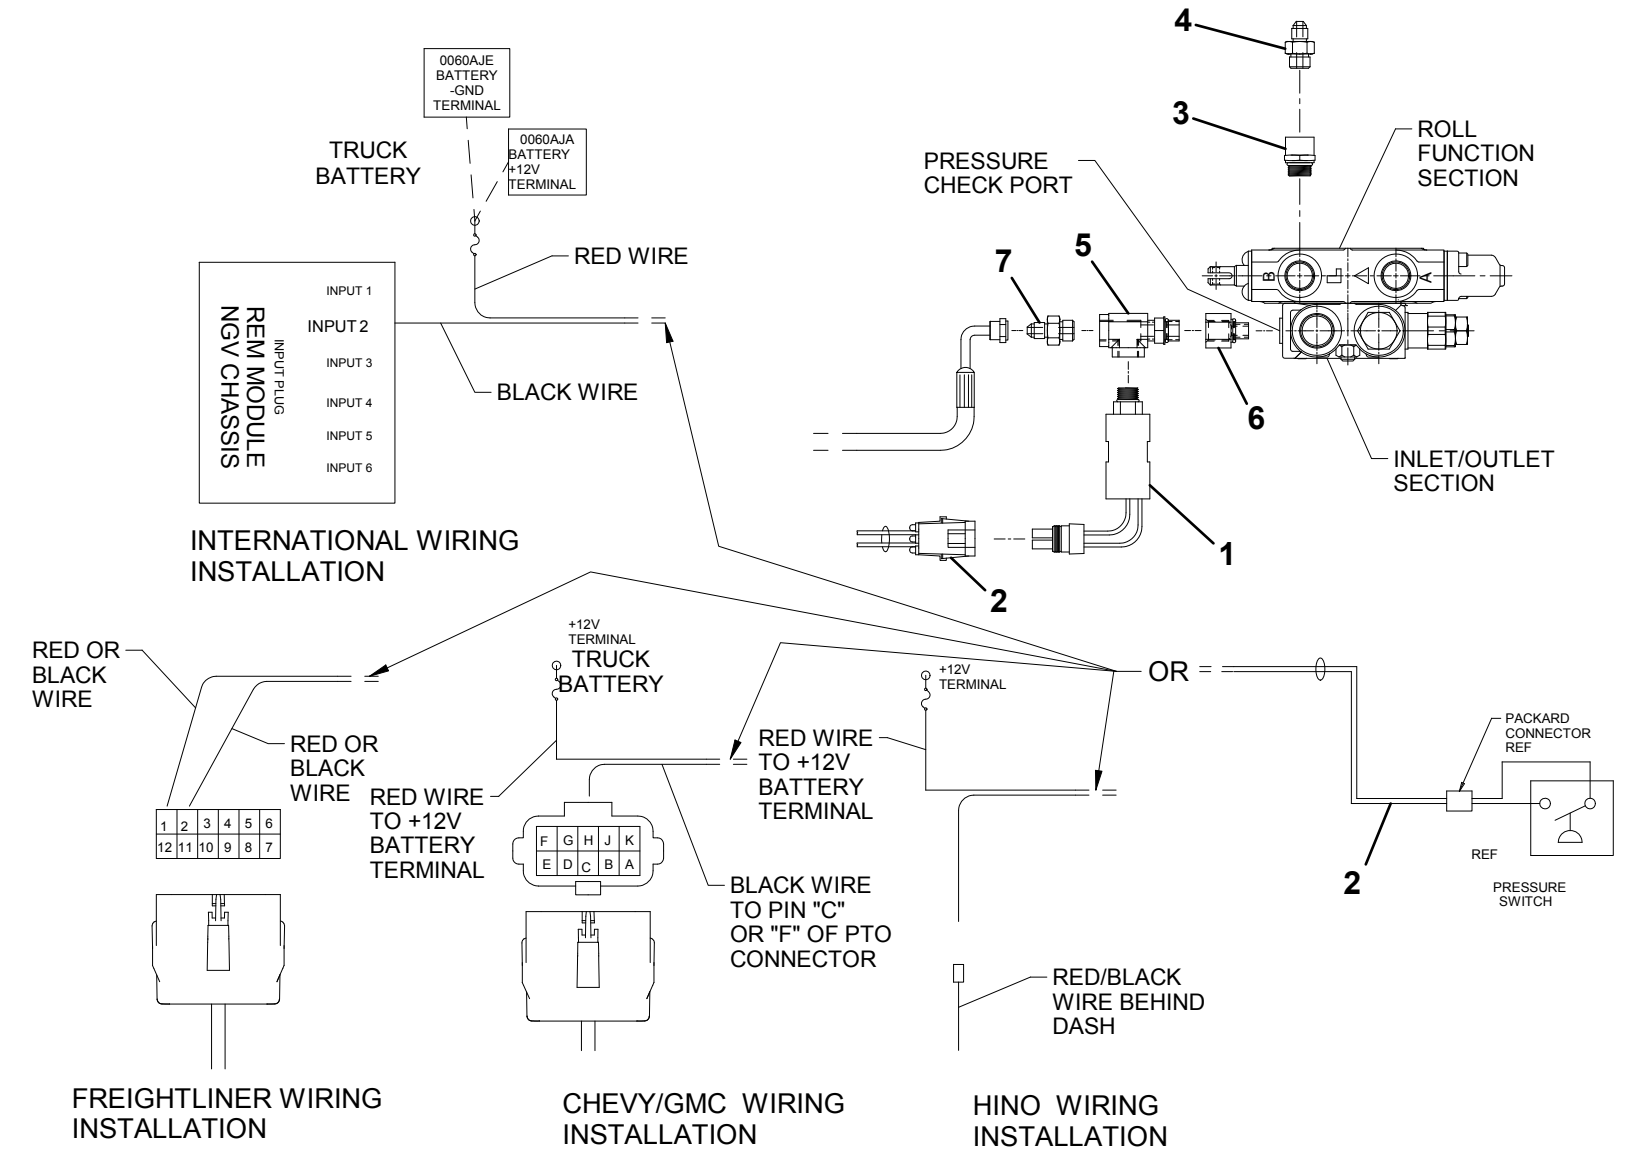 0060AJE
BATTERY
-GND
TERMINAL
0060AJA
BATTERY
+12V
TERMINAL
TRUCK
BATTERY
RED WIRE
BLACK WIRE
INPUT 1
INPUT 2
INPUT 3
INPUT 4
INPUT 5
INPUT 6
INPUT PLUG
REM MODULE
NGV CHASSIS
INTERNATIONAL WIRING
INSTALLATION
4
3
ROLL
FUNCTION
SECTION
PRESSURE
CHECK PORT
5
7
6
B
A
INLET/OUTLET
SECTION
1
2
RED OR
BLACK
WIRE
RED OR
BLACK
WIRE
1 2 3 4 5 6
12 11 10 9 8 7
FREIGHTLINER WIRING
INSTALLATION
+12V
TERMINAL
TRUCK
BATTERY
RED WIRE
TO +12V
BATTERY
TERMINAL
F G H J K
E D C B A
BLACK WIRE
TO PIN "C"
OR "F" OF PTO
CONNECTOR
CHEVY/GMC WIRING
INSTALLATION
+12V
TERMINAL
RED WIRE
TO +12V
BATTERY
TERMINAL
RED/BLACK
WIRE BEHIND
DASH
HINO WIRING
INSTALLATION
OR
PACKARD
CONNECTOR
REF
2
REF
PRESSURE
SWITCH